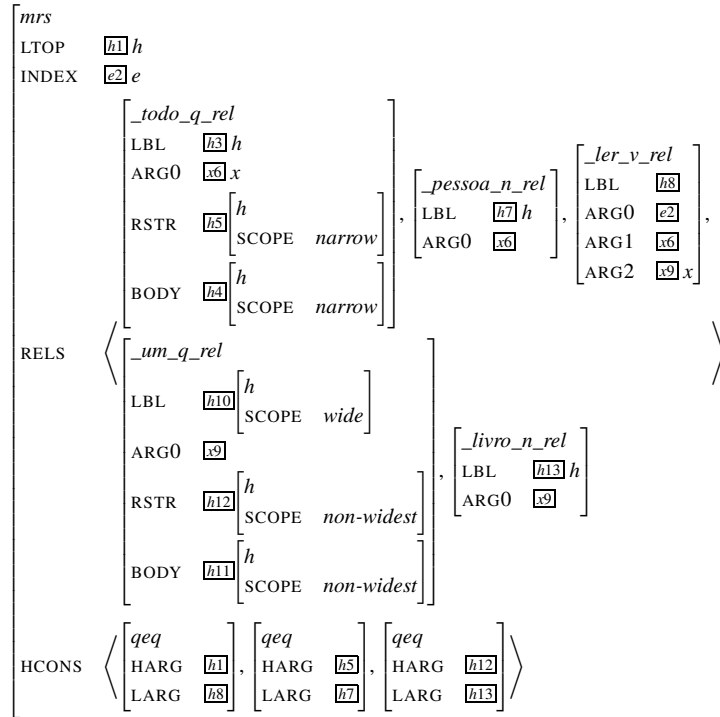 mrs
LTOP h1 h
INDEX e2 e
RELS
_todo_q_rel
LBL h3 h
ARG0 x6 x
RSTR h5 h
SCOPE narrow
BODY h4 h
SCOPE narrow
,
_pessoa_n_rel
LBL h7 h
ARG0 x6
,
_ler_v_rel
LBL h8
ARG0 e2
ARG1 x6
ARG2 x9 x
,
_um_q_rel
LBL h10 h
SCOPE wide
ARG0 x9
RSTR h12 h
SCOPE non-widest
BODY h11 h
SCOPE non-widest
,
_livro_n_rel
LBL h13 h
ARG0 x9
HCONS
qeq
HARG h1
LARG h8
,
qeq
HARG h5
LARG h7
,
qeq
HARG h12
LARG h13